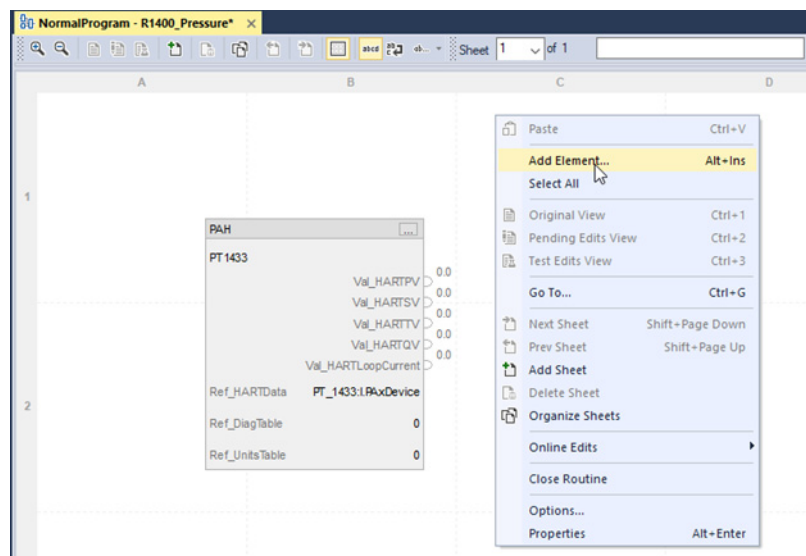 NormalProgram - R1400_Pressure* ×
abcd ab. Sheet 1 of 1
A B C D
1
2
PAH ...
PT1433
Val_HARTPV 0.0
Val_HARTSV 0.0
Val_HARTTV 0.0
Val_HARTQV 0.0
Val_HARTLoopCurrent 0.0
Ref_HARTData PT_1433:I.PAxDevice
Ref_DiagTable 0
Ref_UnitsTable 0
Paste Ctrl+V
Add Element... Alt+Ins
Select All
Original View Ctrl+1
Pending Edits View Ctrl+2
Test Edits View Ctrl+3
Go To... Ctrl+G
Next Sheet Shift+Page Down
Prev Sheet Shift+Page Up
Add Sheet
Delete Sheet
Organize Sheets
Online Edits
Close Routine
Options...
Properties Alt+Enter